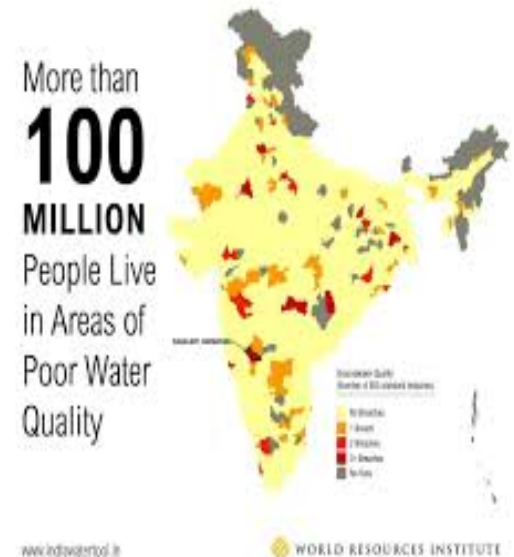 More than
100
MILLION
People Live
in Areas of
Poor Water
Quality
Groundwater Quality
No Breaches
1 Breach
2 Breaches
3+ Breaches
No Data
www.indiawatertool.in
WORLD RESOURCES INSTITUTE